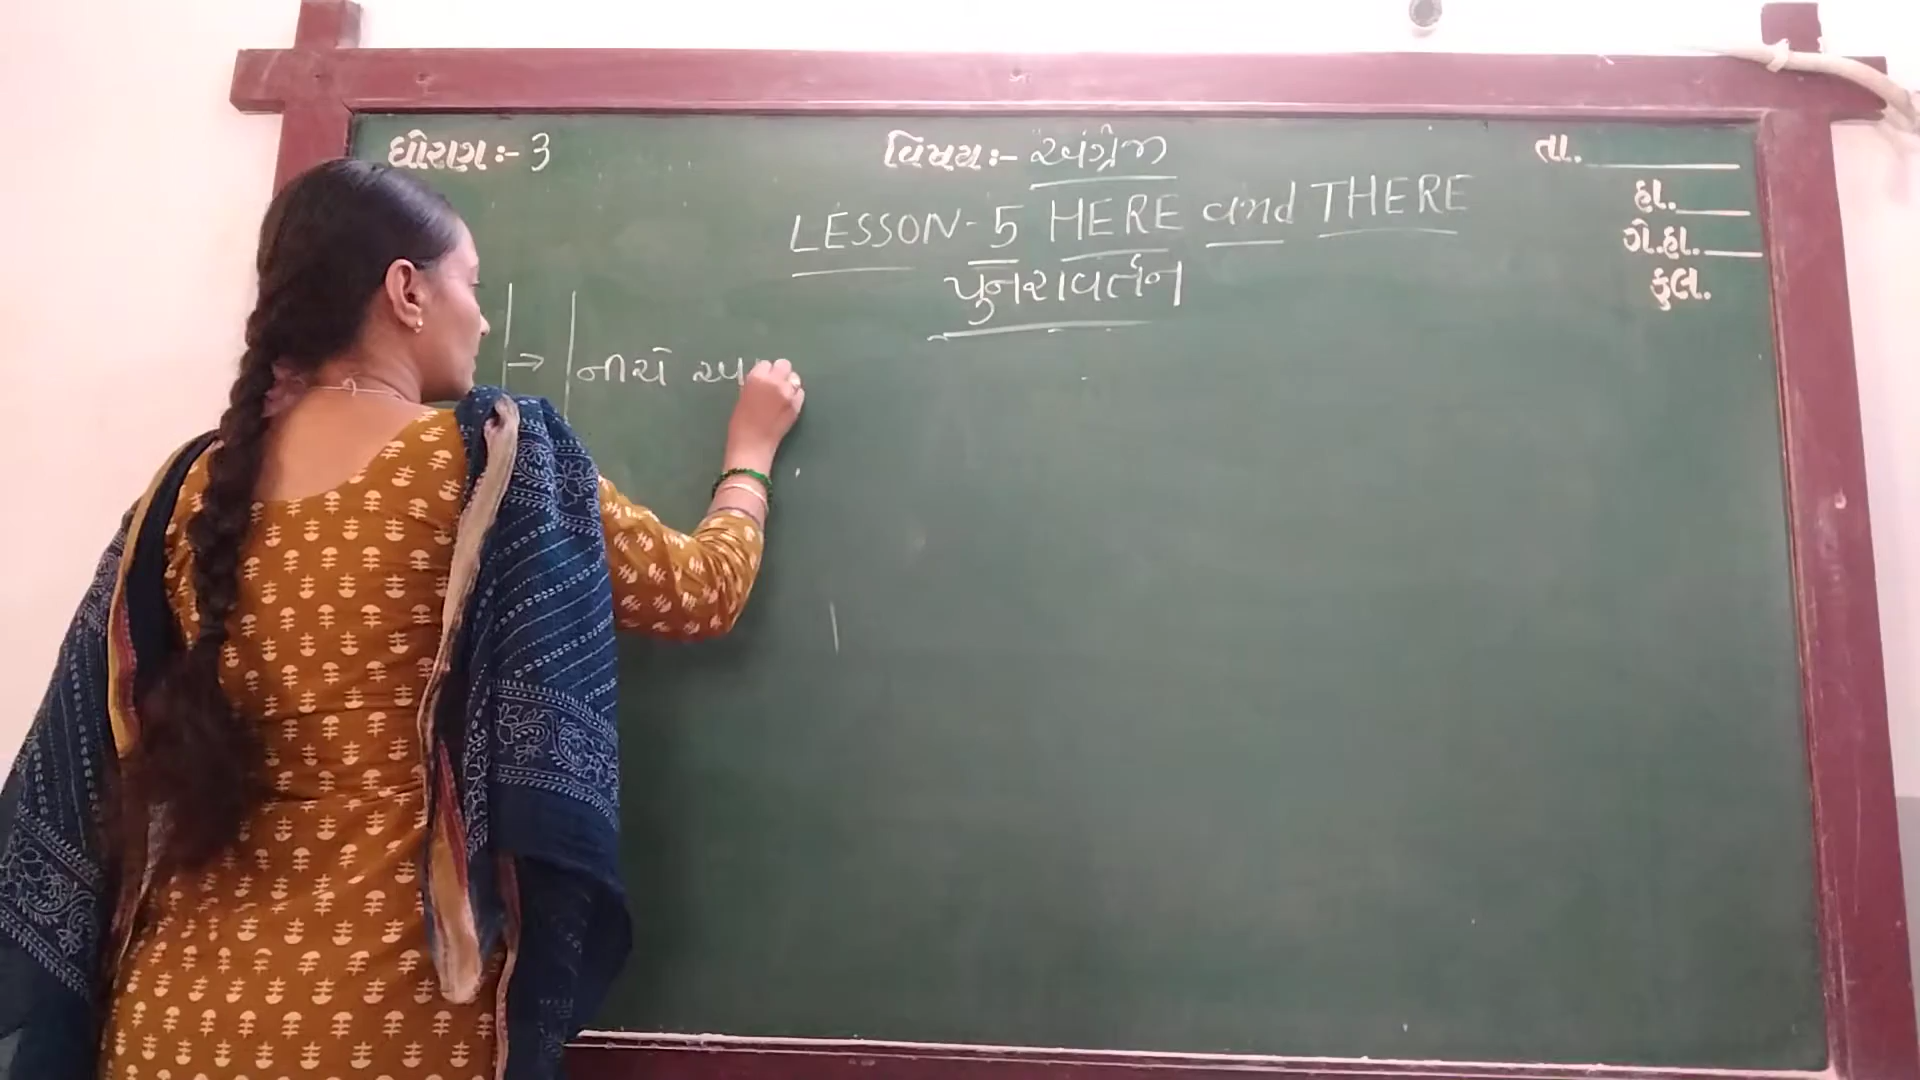 ધોરણ:- 3
વિષય:- અંગ્રેજી
તા.
હા.
ગે.હા.
કુલ.
LESSON - 5 HERE and THERE
પુનરાવર્તન
→ નીચે